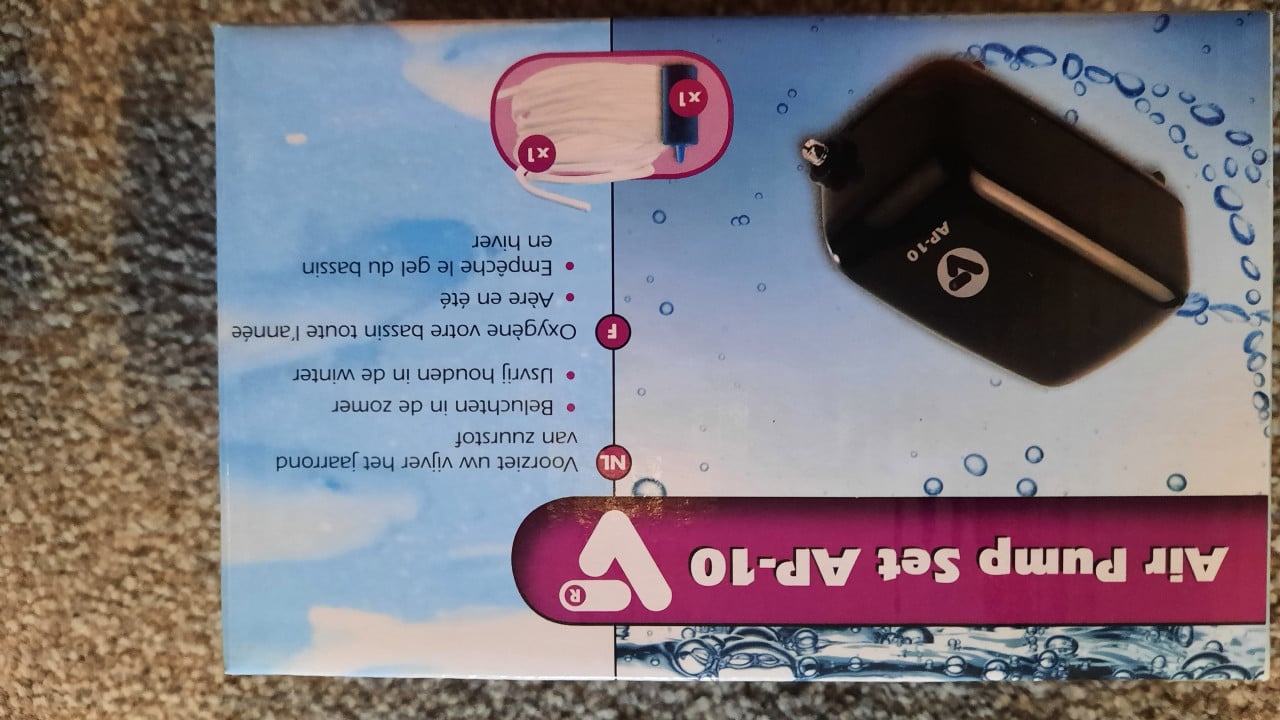 Air Pump Set AP-10
R
NL
Voorziet uw vijver het jaarrond
van zuurstof
• Beluchten in de zomer
• IJsvrij houden in de winter
F
Oxygène votre bassin toute l'année
• Aère en été
• Empêche le gel du bassin
en hiver
AP-10
x1
x1